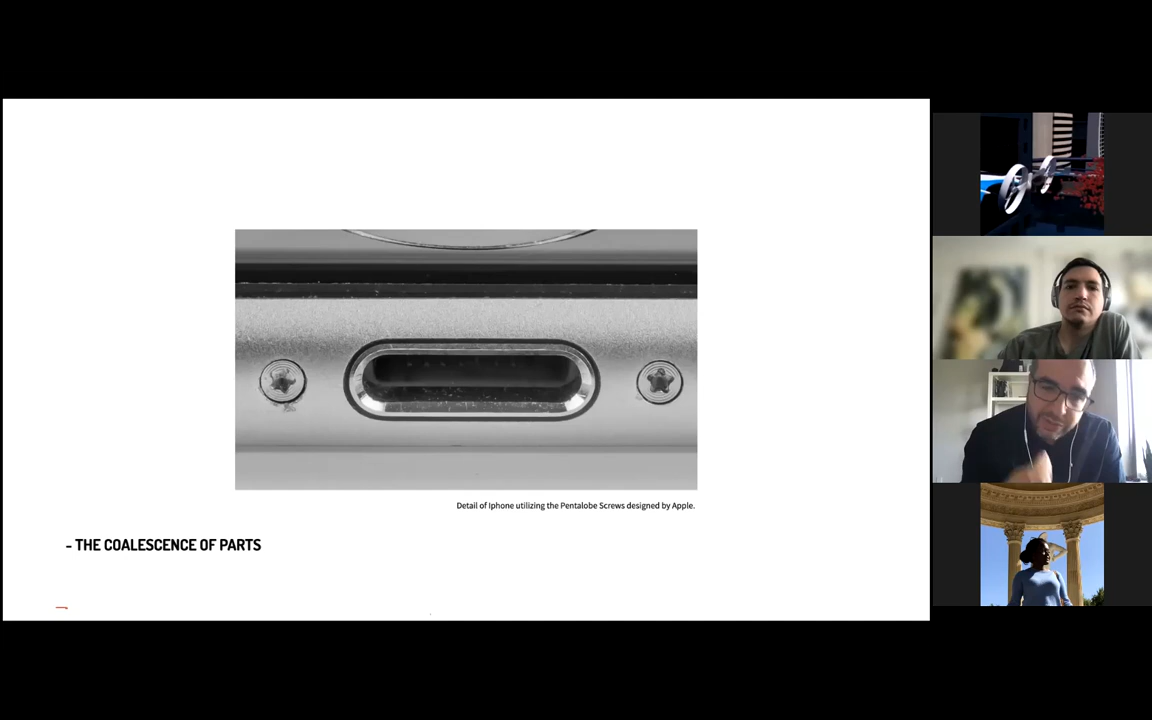 Detail of Iphone utilizing the Pentalobe Screws designed by Apple.
- THE COALESCENCE OF PARTS